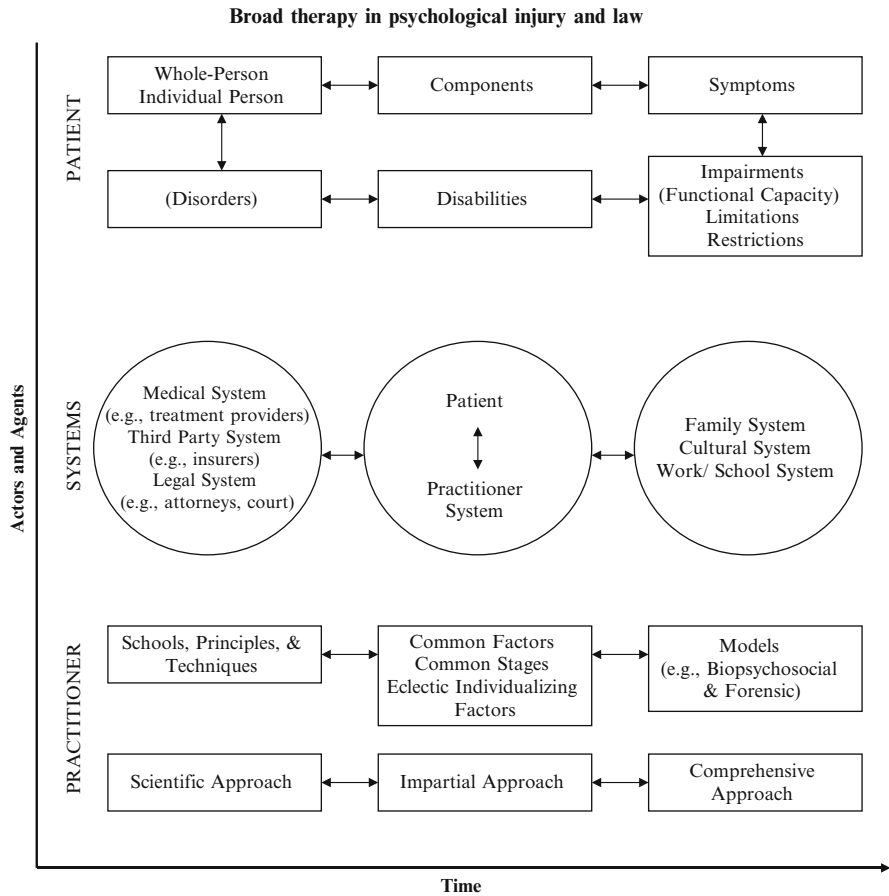 Broad therapy in psychological injury and law
Actors and Agents
PATIENT
Whole-Person
Individual Person
Components
Symptoms
(Disorders)
Disabilities
Impairments
(Functional Capacity)
Limitations
Restrictions
SYSTEMS
Medical System
(e.g., treatment providers)
Third Party System
(e.g., insurers)
Legal System
(e.g., attorneys, court)
Patient
Practitioner
System
Family System
Cultural System
Work/ School System
PRACTITIONER
Schools, Principles, &
Techniques
Common Factors
Common Stages
Eclectic Individualizing
Factors
Models
(e.g., Biopsychosocial
& Forensic)
Scientific Approach
Impartial Approach
Comprehensive
Approach
Time